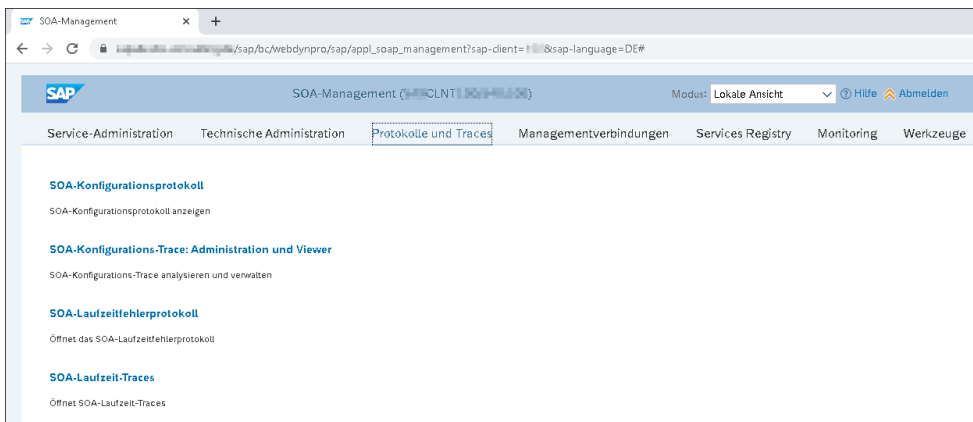 SOA-Management
/sap/bc/webdynpro/sap/appl_soap_management?sap-client= &sap-language=DE#
SAP SOA-Management ( CLNT ) Modus: Lokale Ansicht Hilfe Abmelden
Service-Administration Technische Administration Protokolle und Traces Managementverbindungen Services Registry Monitoring Werkzeuge
SOA-Konfigurationsprotokoll
SOA-Konfigurationsprotokoll anzeigen
SOA-Konfigurations-Trace: Administration und Viewer
SOA-Konfigurations-Trace analysieren und verwalten
SOA-Laufzeitfehlerprotokoll
Öffnet das SOA-Laufzeitfehlerprotokoll
SOA-Laufzeit-Traces
Öffnet SOA-Laufzeit-Traces